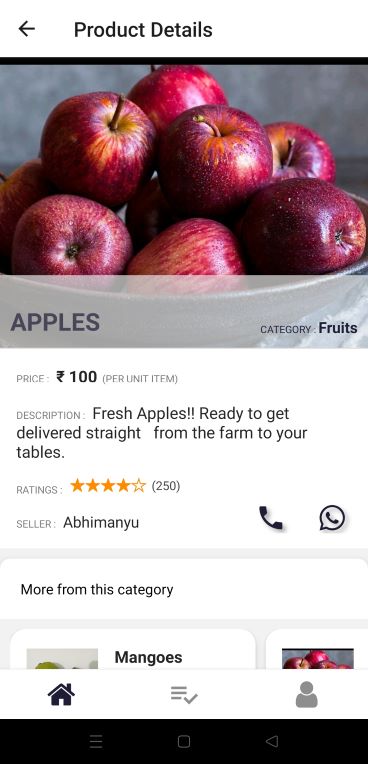 Product Details
APPLES
CATEGORY : Fruits
PRICE : ₹ 100 (PER UNIT ITEM)
DESCRIPTION : Fresh Apples!! Ready to get
delivered straight   from the farm to your
tables.
RATINGS : ★★★★☆ (250)
SELLER : Abhimanyu
More from this category
Mangoes